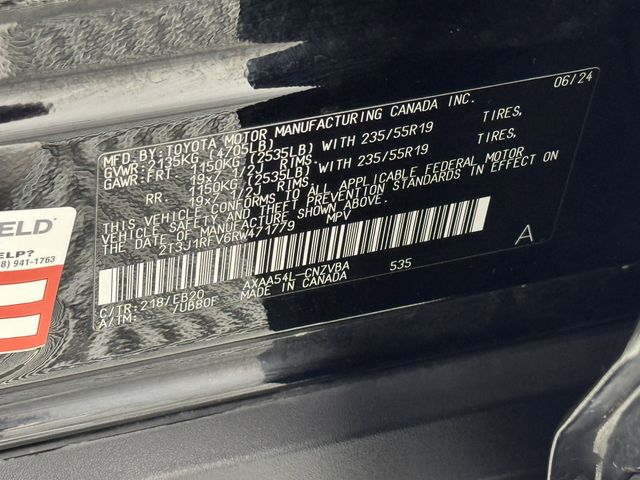 MFD.BY:TOYOTA MOTOR MANUFACTURING CANADA INC. 06/24
GVWR: 2135KG (4705LB)
GAWR:FRT 1150KG (2535LB) WITH 235/55R19 TIRES,
19x7 1/2J RIMS.
RR 1150KG (2535LB) WITH 235/55R19 TIRES,
19x7 1/2J RIMS.
THIS VEHICLE CONFORMS TO ALL APPLICABLE FEDERAL MOTOR
VEHICLE SAFETY AND THEFT PREVENTION STANDARDS IN EFFECT ON
THE DATE OF MANUFACTURE SHOWN ABOVE.
2T3J1RFV6RW471779 MPV
A
C/TR:218/EB20 AXAA54L-CNZVBA 535
A/TM: /UB80F MADE IN CANADA
ELD
ELP?
8) 941-1763